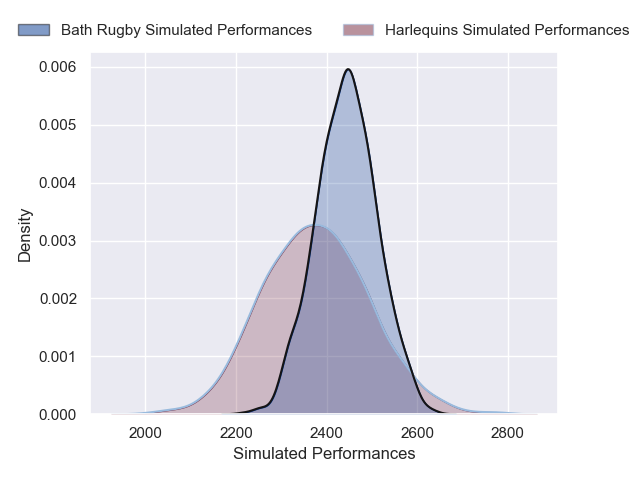 Bath Rugby Simulated Performances
Harlequins Simulated Performances
0.006
0.005
0.004
0.003
0.002
0.001
0.000
Density
2000 2200 2400 2600 2800
Simulated Performances